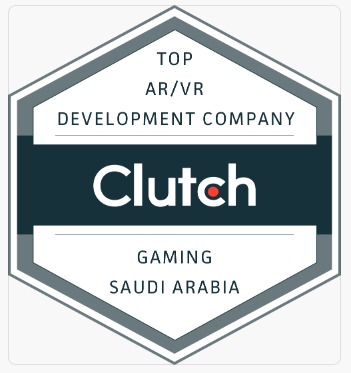 TOP
AR/VR
DEVELOPMENT COMPANY
Clutch
GAMING
SAUDI ARABIA